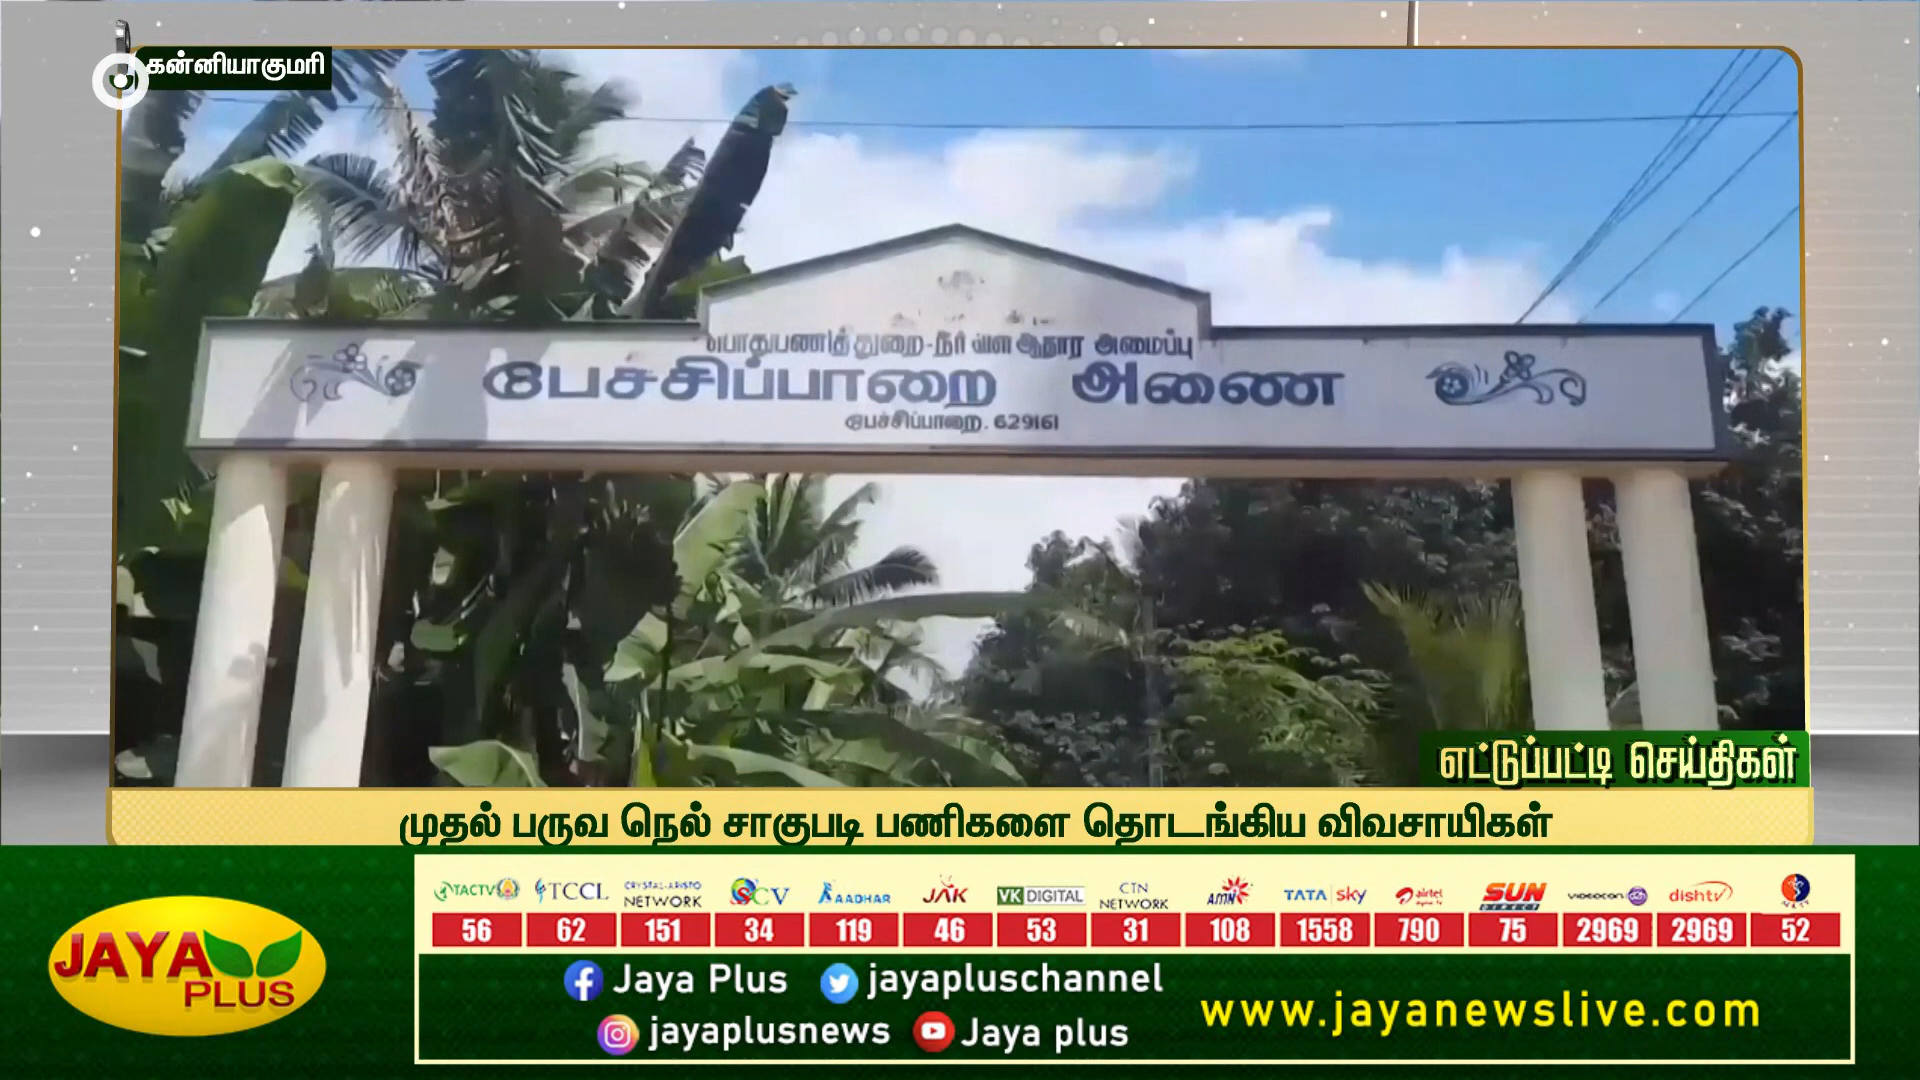 கன்னியாகுமரி
பொதுபணித்துறை-நீர் வள ஆதார அமைப்பு
பேச்சிப்பாறை அணை
பேச்சிப்பாறை. 629161
எட்டுப்பட்டி செய்திகள்
முதல் பருவ நெல் சாகுபடி பணிகளை தொடங்கிய விவசாயிகள்
TACTV TCCL CRYSTAL-ARISTO NETWORK SCV AADHAR JAK VK DIGITAL CTN NETWORK AMN TATA sky airtel SUN DIRECT videocon dishtv
56 62 151 34 119 46 53 31 108 1558 790 75 2969 2969 52
JAYA PLUS
Jaya Plus jayapluschannel
jayaplusnews Jaya plus
www.jayanewslive.com